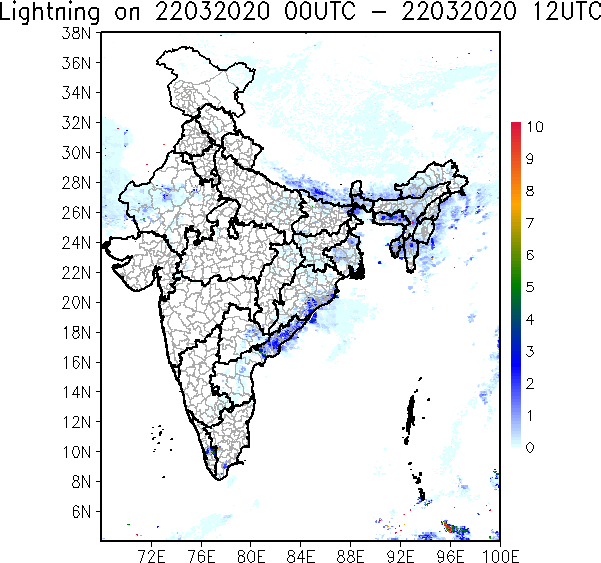 Lightning on 22032020 00UTC – 22032020 12UTC
38N
36N
34N
32N
30N
28N
26N
24N
22N
20N
18N
16N
14N
12N
10N
8N
6N
72E 76E 80E 84E 88E 92E 96E 100E
10
9
8
7
6
5
4
3
2
1
0